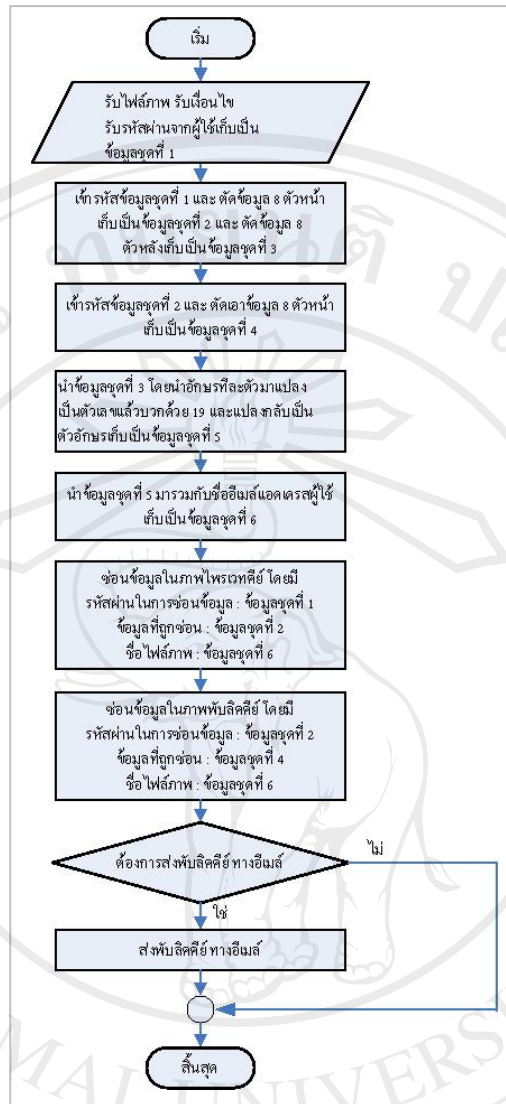 เริ่ม
รับไฟล์ภาพ รับเงื่อนไข
รับรหัสผ่านจากผู้ใช้เก็บเป็น
ข้อมูลชุดที่ 1
เข้ารหัสข้อมูลชุดที่ 1 และ ตัดข้อมูล 8 ตัวหน้า
เก็บเป็นข้อมูลชุดที่ 2 และ ตัดข้อมูล 8
ตัวหลังเก็บเป็นข้อมูลชุดที่ 3
เข้ารหัสข้อมูลชุดที่ 2 และ ตัดเอาข้อมูล 8 ตัวหน้า
เก็บเป็นข้อมูลชุดที่ 4
นำข้อมูลชุดที่ 3 โดยนำอักษรทีละตัวมาแปลง
เป็นตัวเลขแล้วบวกด้วย 19 และแปลงกลับเป็น
ตัวอักษรเก็บเป็นข้อมูลชุดที่ 5
นำข้อมูลชุดที่ 5 มารวมกับชื่ออีเมล์แอดเดรสผู้ใช้
เก็บเป็นข้อมูลชุดที่ 6
ซ่อนข้อมูลในภาพไพรเวทคีย์ โดยมี
รหัสผ่านในการซ่อนข้อมูล : ข้อมูลชุดที่ 1
ข้อมูลที่ถูกซ่อน : ข้อมูลชุดที่ 2
ชื่อไฟล์ภาพ : ข้อมูลชุดที่ 6
ซ่อนข้อมูลในภาพพับลิคคีย์ โดยมี
รหัสผ่านในการซ่อนข้อมูล : ข้อมูลชุดที่ 2
ข้อมูลที่ถูกซ่อน : ข้อมูลชุดที่ 4
ชื่อไฟล์ภาพ : ข้อมูลชุดที่ 6
ต้องการส่งพับลิคคีย์ ทางอีเมล์
ไม่
ใช่
ส่งพับลิคคีย์ ทางอีเมล์
สิ้นสุด